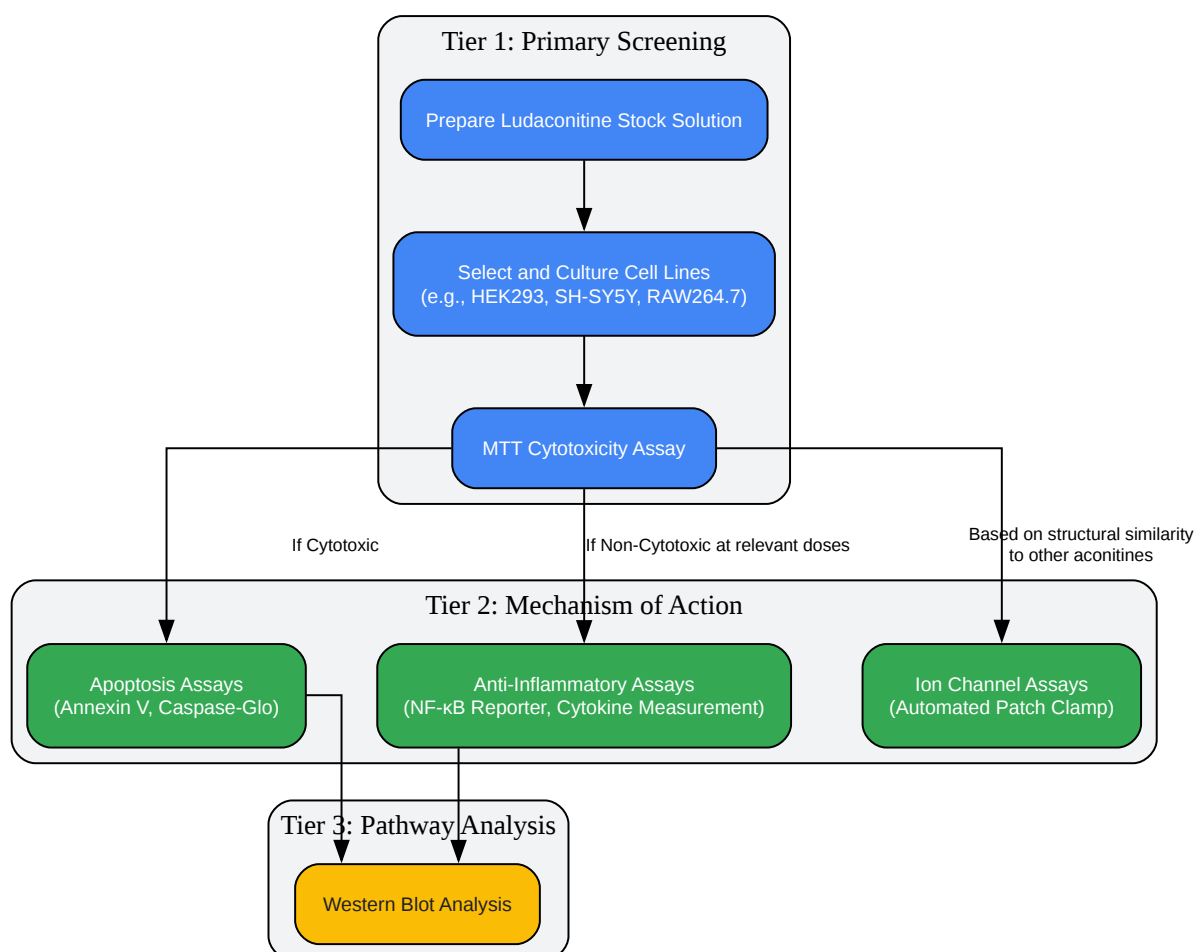 Tier 1: Primary Screening
Prepare Ludaconitine Stock Solution
Select and Culture Cell Lines
(e.g., HEK293, SH-SY5Y, RAW264.7)
MTT Cytotoxicity Assay
If Cytotoxic
If Non-Cytotoxic at relevant doses
Based on structural similarity
to other aconitines
Tier 2: Mechanism of Action
Apoptosis Assays
(Annexin V, Caspase-Glo)
Anti-Inflammatory Assays
(NF-κB Reporter, Cytokine Measurement)
Ion Channel Assays
(Automated Patch Clamp)
Tier 3: Pathway Analysis
Western Blot Analysis